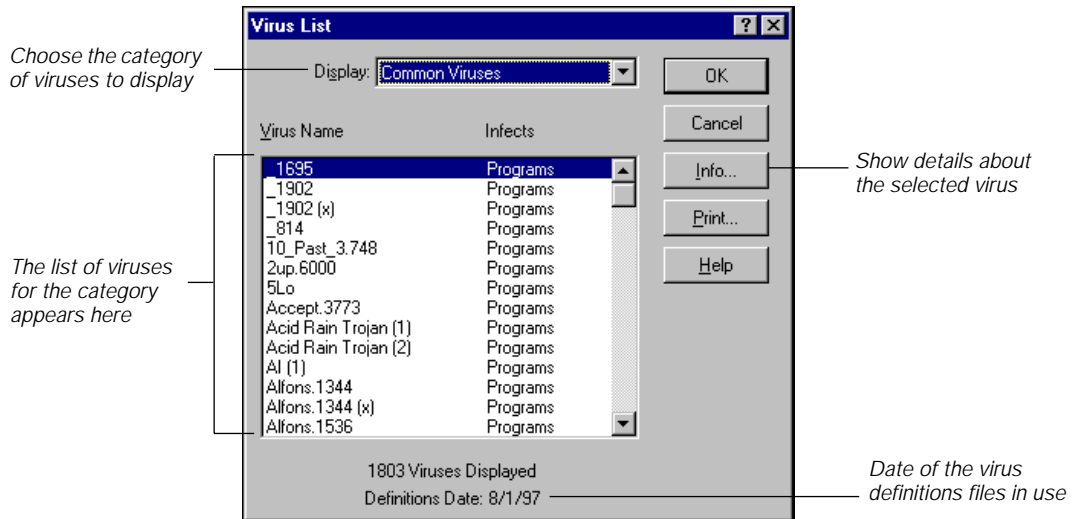 Virus List
Choose the category
of viruses to display
Display: Common Viruses
OK
Cancel
Info...
Print...
Help
Virus Name Infects
_1695 Programs
_1902 Programs
_1902 (x) Programs
_814 Programs
10_Past_3.748 Programs
2up.6000 Programs
5Lo Programs
Accept.3773 Programs
Acid Rain Trojan (1) Programs
Acid Rain Trojan (2) Programs
AI (1) Programs
Alfons.1344 Programs
Alfons.1344 (x) Programs
Alfons.1536 Programs
Show details about
the selected virus
The list of viruses
for the category
appears here
1803 Viruses Displayed
Definitions Date: 8/1/97
Date of the virus
definitions files in use